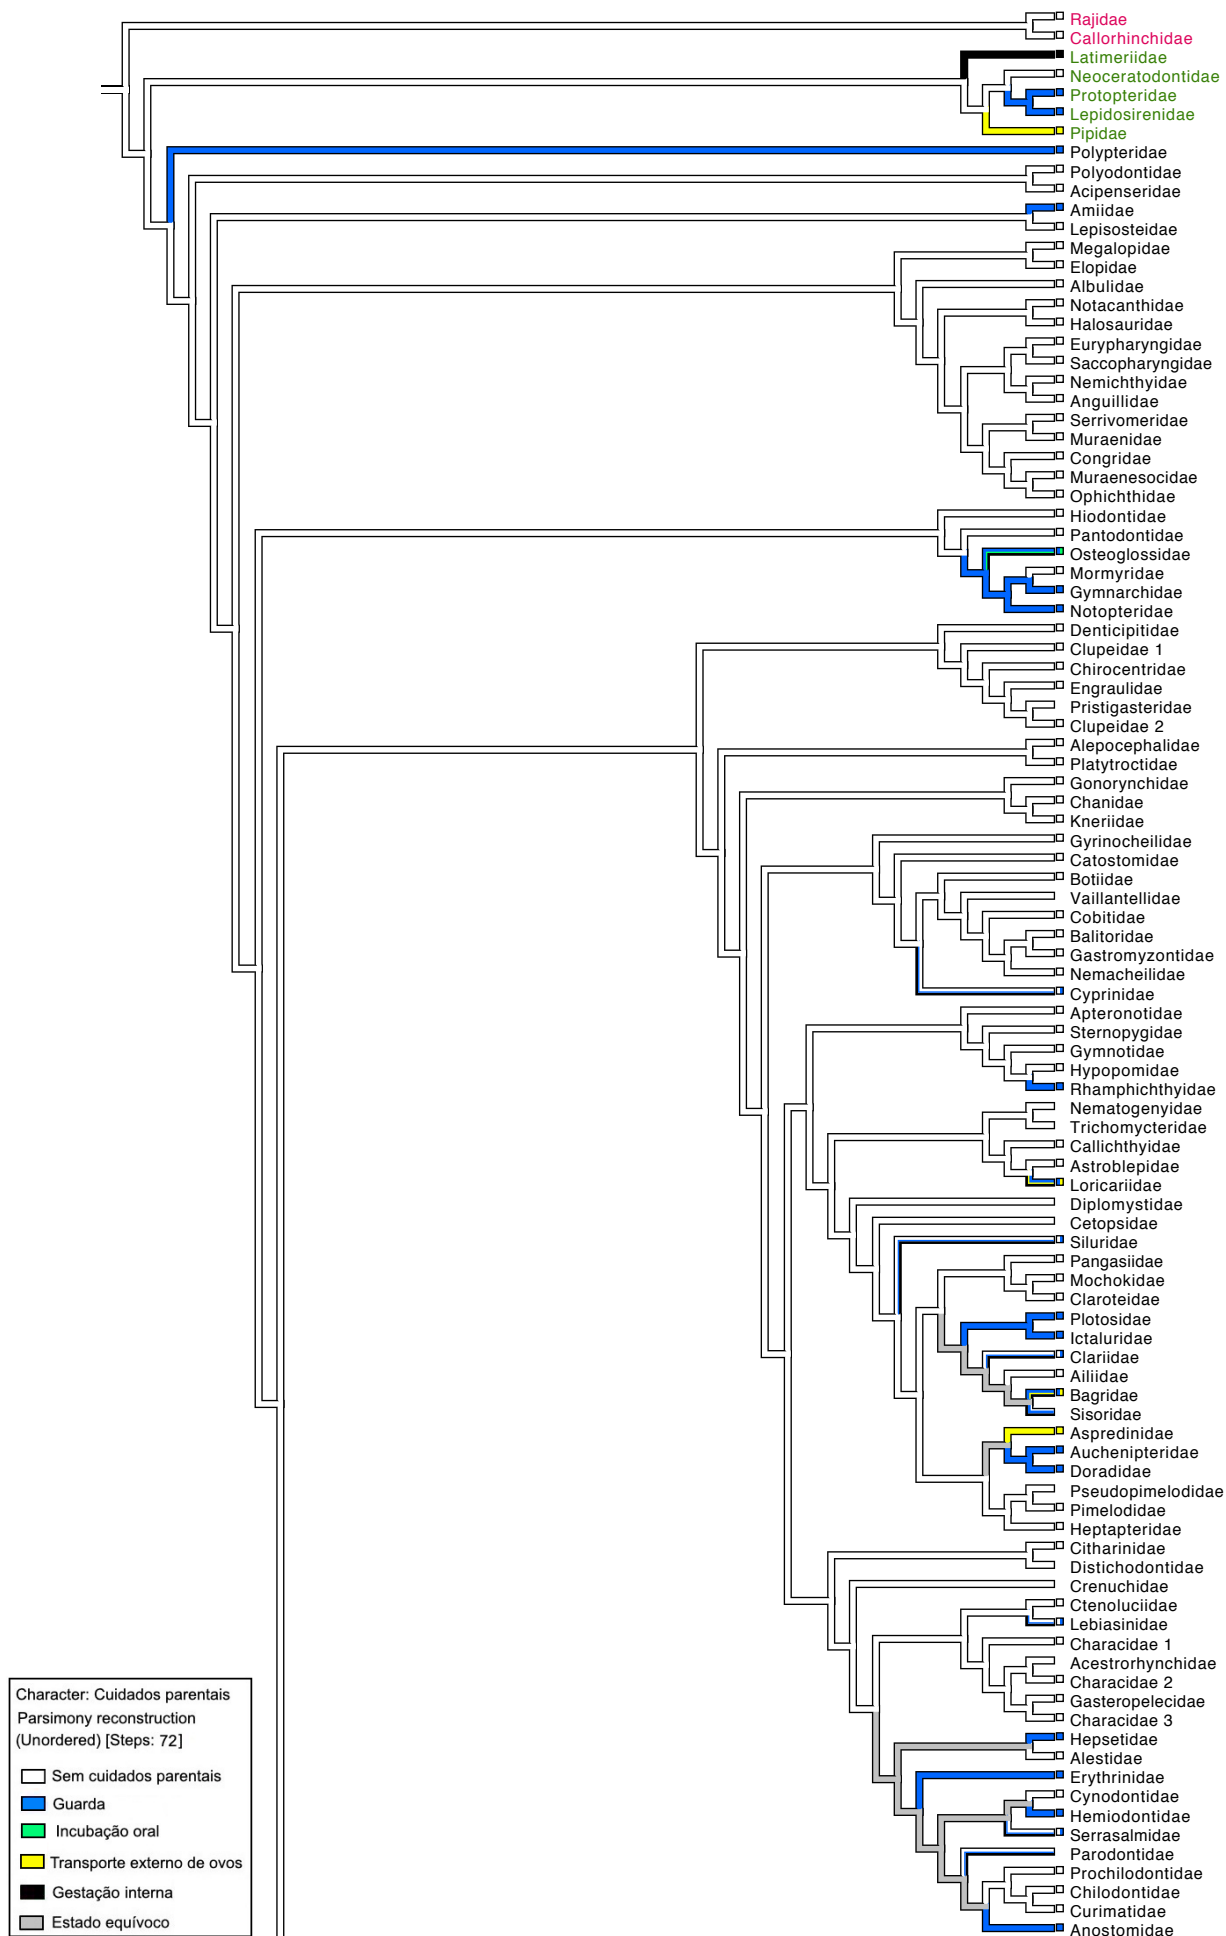 Rajidae
Callorhinchidae
Latimeriidae
Neoceratodontidae
Protopteridae
Lepidosirenidae
Pipidae
Polypteridae
Polyodontidae
Acipenseridae
Amiidae
Lepisosteidae
Megalopidae
Elopidae
Albulidae
Notacanthidae
Halosauridae
Eurypharyngidae
Saccopharyngidae
Nemichthyidae
Anguillidae
Serrivomeridae
Muraenidae
Congridae
Muraenesocidae
Ophichthidae
Hiodontidae
Pantodontidae
Osteoglossidae
Mormyridae
Gymnarchidae
Notopteridae
Denticipitidae
Clupeidae 1
Chirocentridae
Engraulidae
Pristigasteridae
Clupeidae 2
Alepocephalidae
Platytroctidae
Gonorynchidae
Chanidae
Kneriidae
Gyrinocheilidae
Catostomidae
Botiidae
Vaillantellidae
Cobitidae
Balitoridae
Gastromyzontidae
Nemacheilidae
Cyprinidae
Apteronotidae
Sternopygidae
Gymnotidae
Hypopomidae
Rhamphichthyidae
Nematogenyidae
Trichomycteridae
Callichthyidae
Astroblepidae
Loricariidae
Diplomystidae
Cetopsidae
Siluridae
Pangasiidae
Mochokidae
Claroteidae
Plotosidae
Ictaluridae
Clariidae
Ailiidae
Bagridae
Sisoridae
Aspredinidae
Auchenipteridae
Doradidae
Pseudopimelodidae
Pimelodidae
Heptapteridae
Citharinidae
Distichodontidae
Crenuchidae
Ctenoluciidae
Lebiasinidae
Characidae 1
Acestrorhynchidae
Characidae 2
Gasteropelecidae
Characidae 3
Hepsetidae
Alestidae
Erythrinidae
Cynodontidae
Hemiodontidae
Serrasalmidae
Parodontidae
Prochilodontidae
Chilodontidae
Curimatidae
Anostomidae
Character: Cuidados parentais
Parsimony reconstruction
(Unordered) [Steps: 72]
Sem cuidados parentais
Guarda
Incubação oral
Transporte externo de ovos
Gestação interna
Estado equívoco